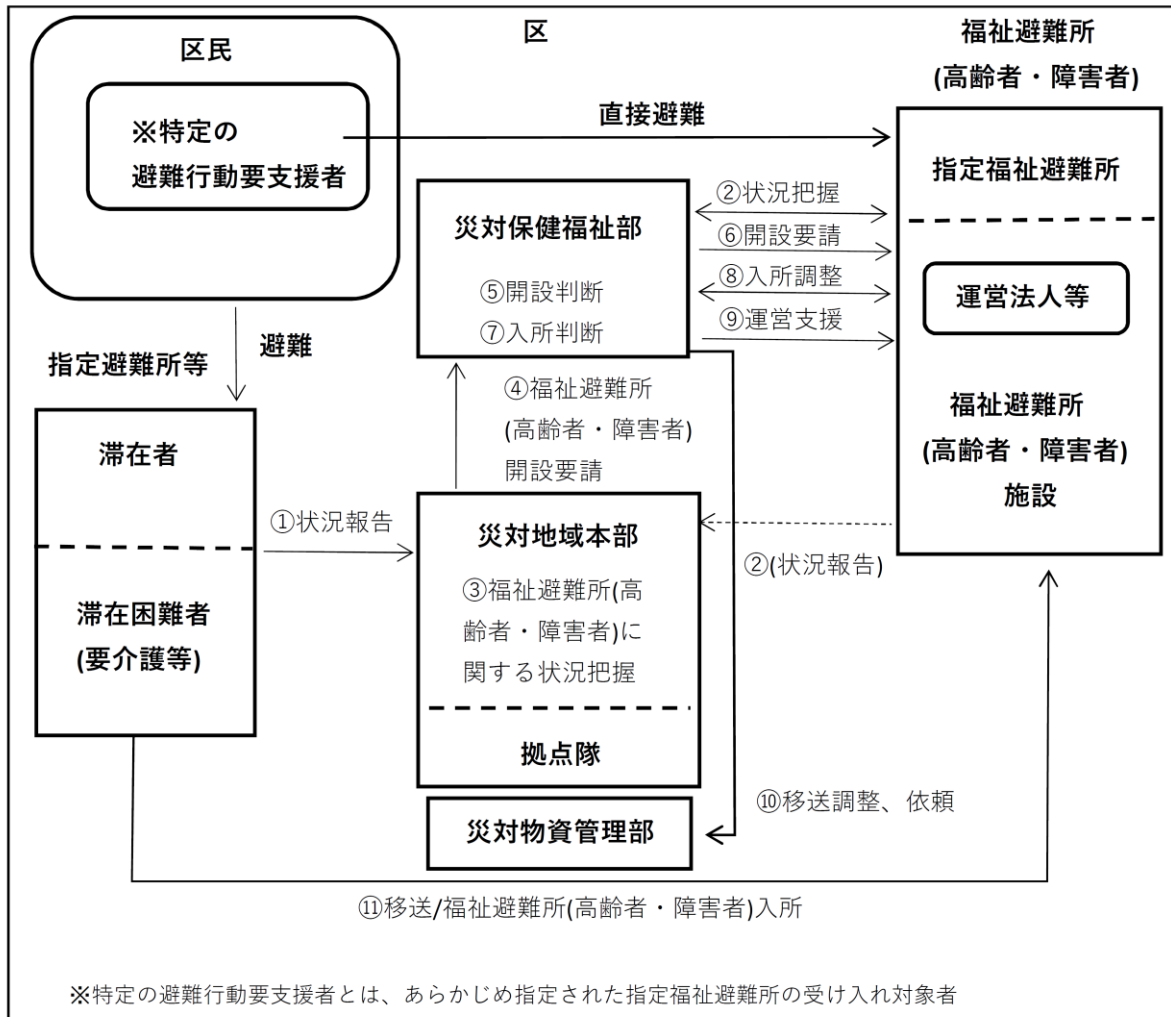 区民
区
福祉避難所
(高齢者・障害者)
※特定の
避難行動要支援者
直接避難
指定福祉避難所
災対保健福祉部
⑤開設判断
⑦入所判断
②状況把握
⑥開設要請
⑧入所調整
⑨運営支援
運営法人等
福祉避難所
(高齢者・障害者)
施設
避難
指定避難所等
滞在者
滞在困難者
(要介護等)
①状況報告
④福祉避難所
(高齢者・障害者)
開設要請
災対地域本部
③福祉避難所(高
齢者・障害者)に
関する状況把握
拠点隊
②(状況報告)
災対物資管理部
⑩移送調整、依頼
⑪移送/福祉避難所(高齢者・障害者)入所
※特定の避難行動要支援者とは、あらかじめ指定された指定福祉避難所の受け入れ対象者